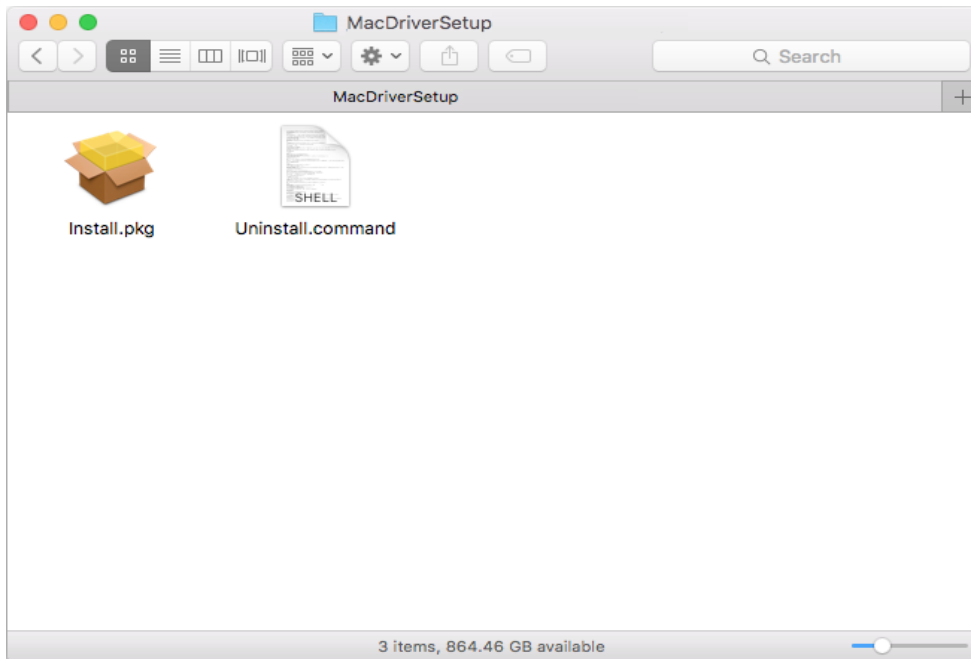 MacDriverSetup
Search
MacDriverSetup
SHELL
Install.pkg
Uninstall.command
3 items, 864.46 GB available